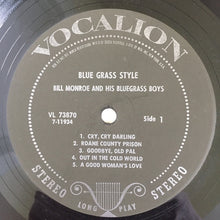 VOCALION
BLUE GRASS STYLE
BILL MONROE AND HIS BLUEGRASS BOYS
VL 73870
7-11934
Side 1
1. CRY, CRY DARLING
2. ROANE COUNTY PRISON
3. GOODBYE, OLD PAL
4. OUT IN THE COLD WORLD
5. A GOOD WOMAN'S LOVE
STEREO
STEREO
LONG PLAY